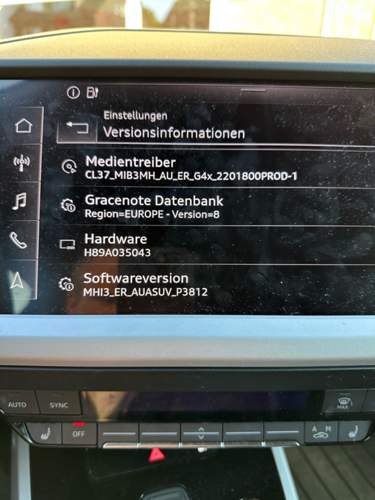 Einstellungen
Versionsinformationen
Medientreiber
CL37_MIB3MH_AU_ER_G4x_2201800PROD-1
Gracenote Datenbank
Region=EUROPE - Version=8
Hardware
H89A035043
Softwareversion
MHI3_ER_AUASUV_P3812
AUTO
SYNC
MAX
OFF
A
M